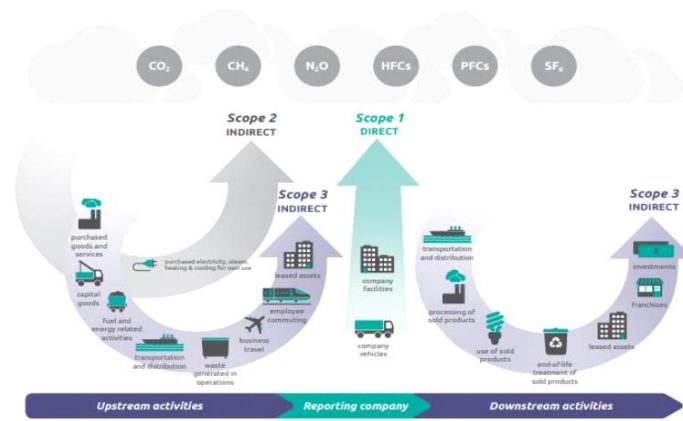 CO₂
CH₄
N₂O
HFCs
PFCs
SF₆
Scope 2
INDIRECT
Scope 1
DIRECT
Scope 3
INDIRECT
Scope 3
INDIRECT
purchased
goods and
services
purchased electricity, steam,
heating & cooling for own use
capital
goods
fuel and
energy related
activities
transportation
and distribution
waste
generated in
operations
business
travel
employee
commuting
leased assets
company
facilities
company
vehicles
transportation
and distribution
processing of
sold products
use of sold
products
end-of-life
treatment of
sold products
leased assets
franchises
investments
Upstream activities
Reporting company
Downstream activities